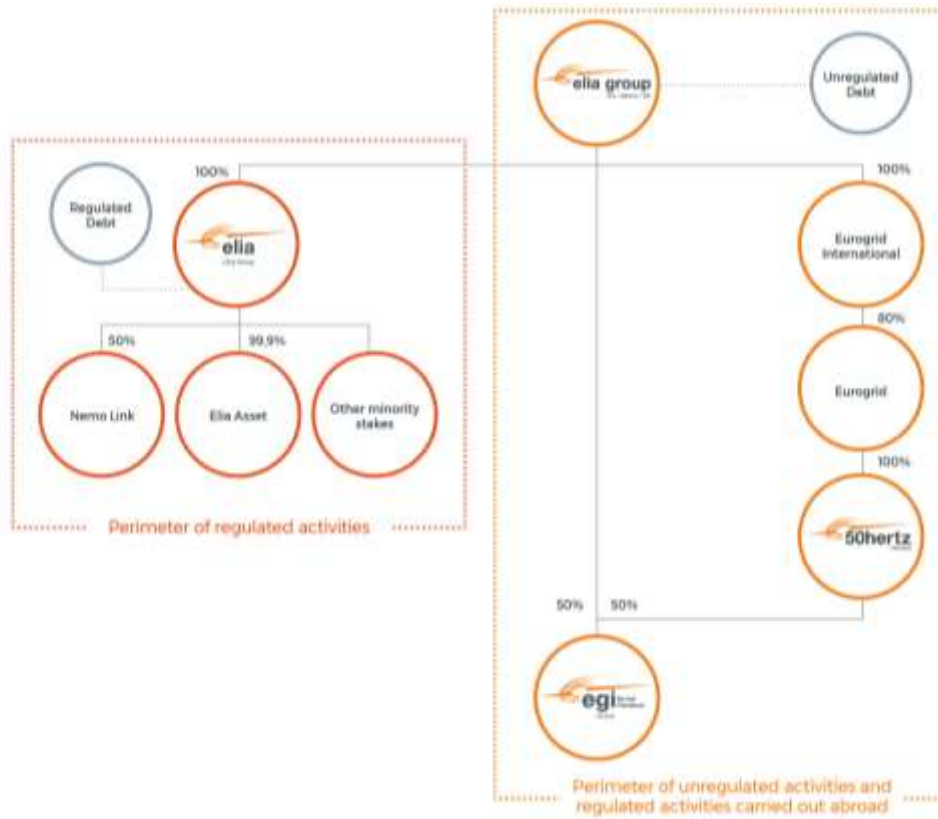 elia group
Unregulated
Debt
100%
100%
Regulated
Debt
elia
Eurogrid
International
80%
50%
99,9%
Nemo Link
Elia Asset
Other minority
stakes
Eurogrid
100%
Perimeter of regulated activities
50hertz
50%
50%
egi
Perimeter of unregulated activities and
regulated activities carried out abroad